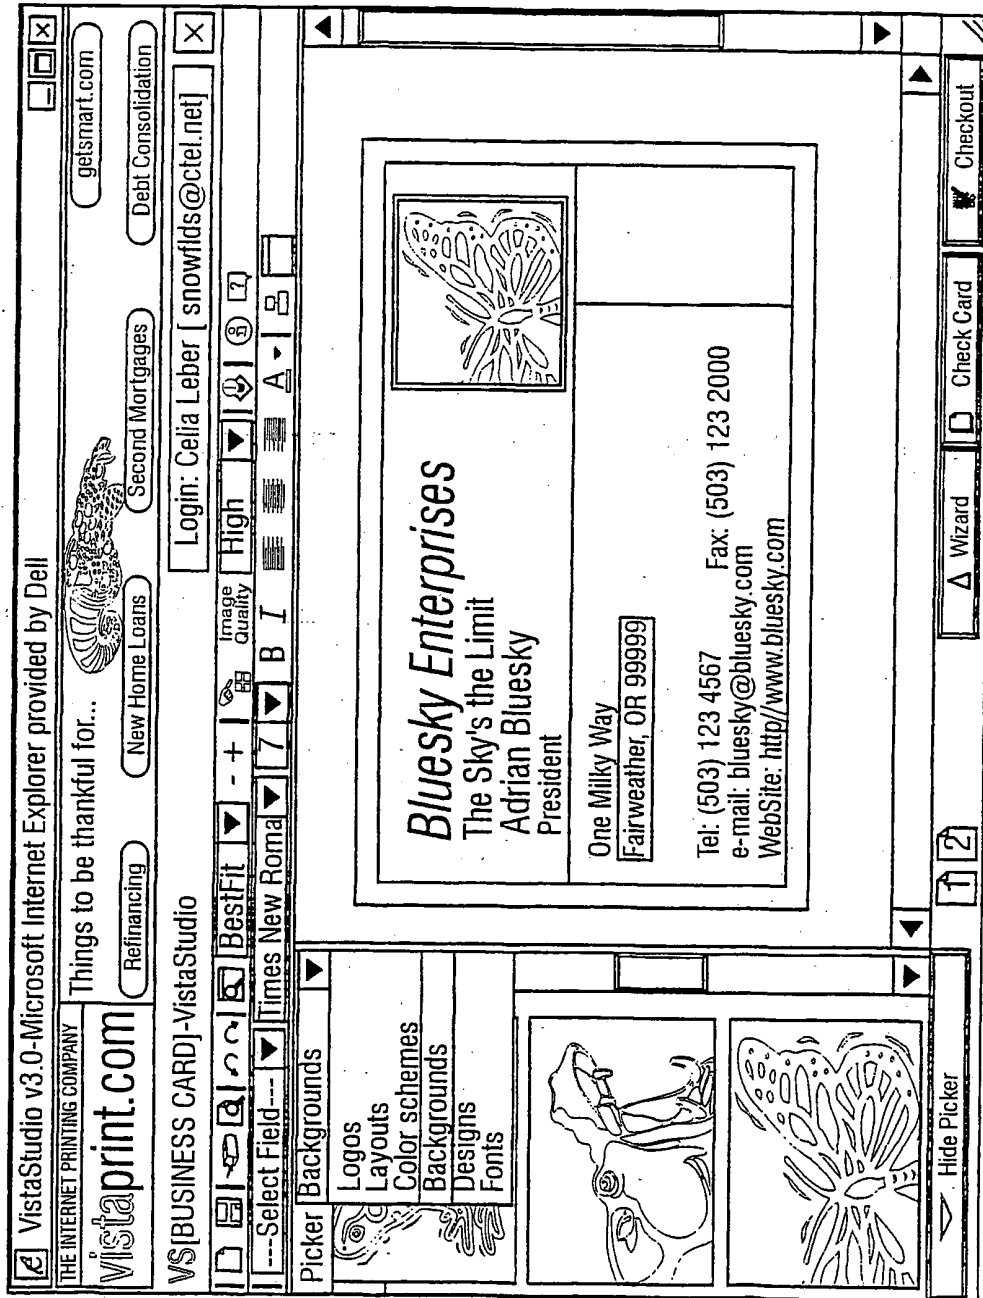 VistaStudio v3.0-Microsoft Internet Explorer provided by Dell
THE INTERNET PRINTING COMPANY
vistaprint.com
Things to be thankful for...
getsmart.com
Refinancing
New Home Loans
Second Mortgages
Debt Consolidation
VS[BUSINESS CARD]-VistaStudio
Login: Celia Leber [ snowflds@ctel.net]
BestFit
- +
Image
Quality
High
?
----Select Field----
Times New Roma
7
B I
A
Picker
Backgrounds
Logos
Layouts
Color schemes
Backgrounds
Designs
Fonts
Bluesky Enterprises
The Sky's the Limit
Adrian Bluesky
President
One Milky Way
Fairweather, OR 99999
Tel: (503) 123 4567 Fax: (503) 123 2000
e-mail: bluesky@bluesky.com
WebSite: http//www.bluesky.com
Hide Picker
1 2
Wizard
Check Card
Checkout